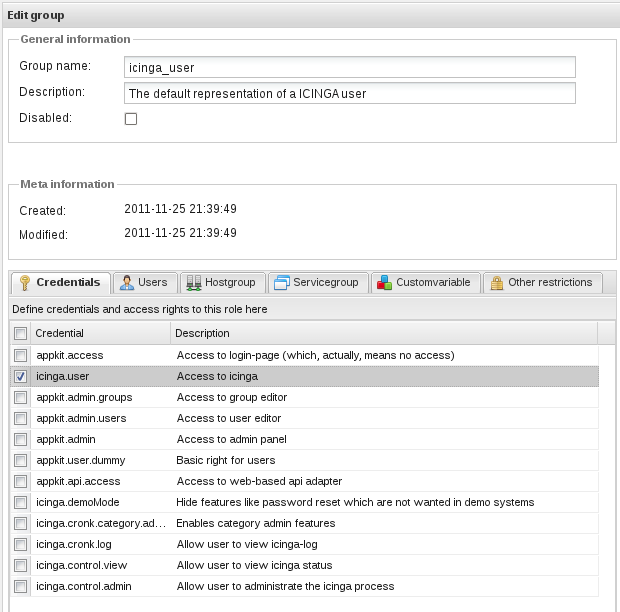 Edit group
General information
Group name: icinga_user
Description: The default representation of a ICINGA user
Disabled:
Meta information
Created: 2011-11-25 21:39:49
Modified: 2011-11-25 21:39:49
Credentials Users Hostgroup Servicegroup Customvariable Other restrictions
Define credentials and access rights to this role here
Credential Description
appkit.access Access to login-page (which, actually, means no access)
icinga.user Access to icinga
appkit.admin.groups Access to group editor
appkit.admin.users Access to user editor
appkit.admin Access to admin panel
appkit.user.dummy Basic right for users
appkit.api.access Access to web-based api adapter
icinga.demoMode Hide features like password reset which are not wanted in demo systems
icinga.cronk.category.ad... Enables category admin features
icinga.cronk.log Allow user to view icinga-log
icinga.control.view Allow user to view icinga status
icinga.control.admin Allow user to administrate the icinga process